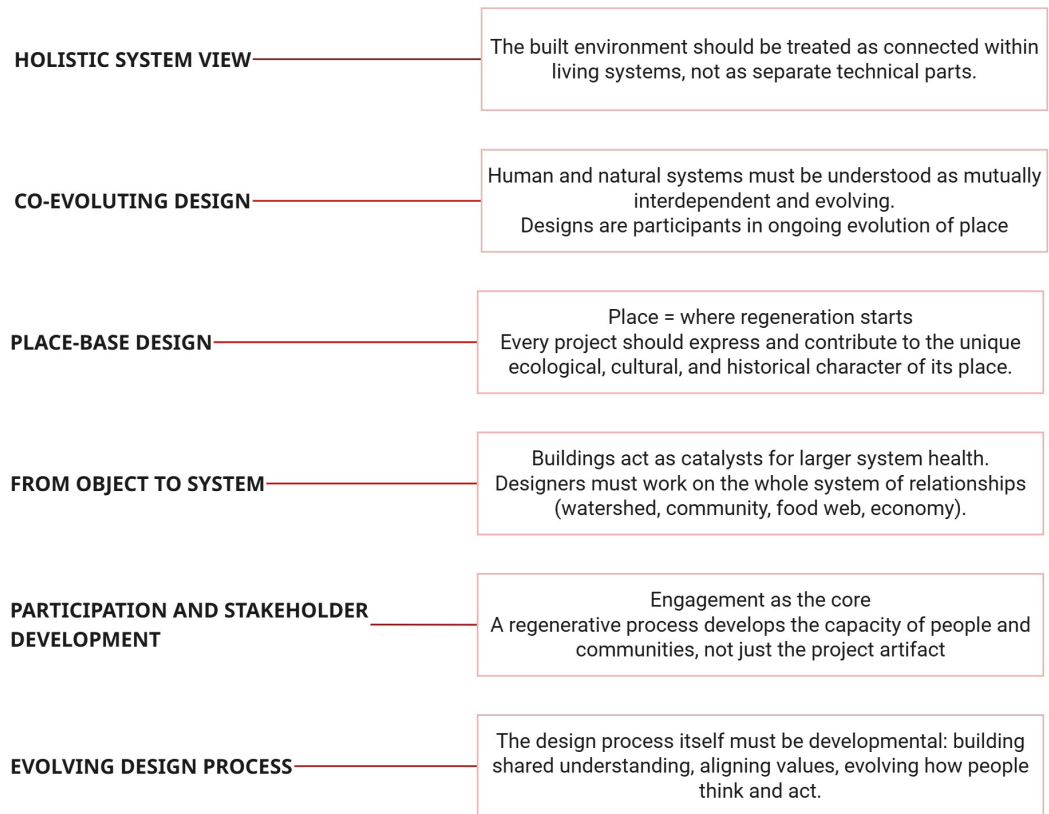 HOLISTIC SYSTEM VIEW
The built environment should be treated as connected within
living systems, not as separate technical parts.
CO-EVOLUTING DESIGN
Human and natural systems must be understood as mutually
interdependent and evolving.
Designs are participants in ongoing evolution of place
PLACE-BASE DESIGN
Place = where regeneration starts
Every project should express and contribute to the unique
ecological, cultural, and historical character of its place.
FROM OBJECT TO SYSTEM
Buildings act as catalysts for larger system health.
Designers must work on the whole system of relationships
(watershed, community, food web, economy).
PARTICIPATION AND STAKEHOLDER
DEVELOPMENT
Engagement as the core
A regenerative process develops the capacity of people and
communities, not just the project artifact
EVOLVING DESIGN PROCESS
The design process itself must be developmental: building
shared understanding, aligning values, evolving how people
think and act.